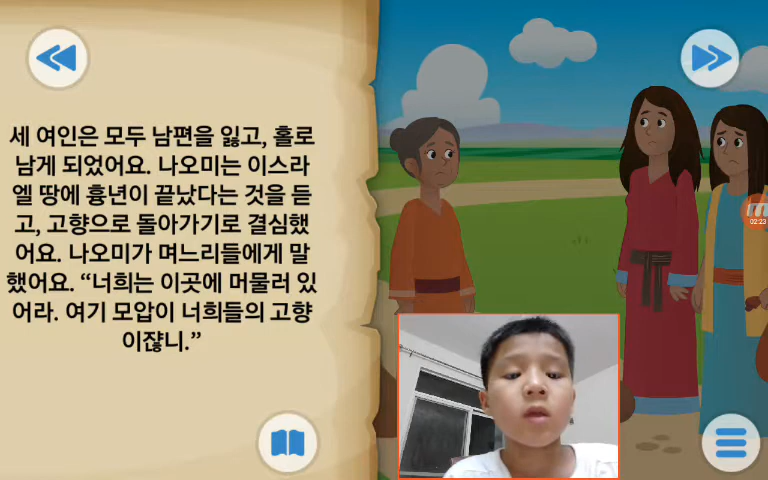 세 여인은 모두 남편을 잃고, 홀로
남게 되었어요. 나오미는 이스라
엘 땅에 흉년이 끝났다는 것을 듣
고, 고향으로 돌아가기로 결심했
어요. 나오미가 며느리들에게 말
했어요. “너희는 이곳에 머물러 있
어라. 여기 모압이 너희들의 고향
이쟎니.”
02:23